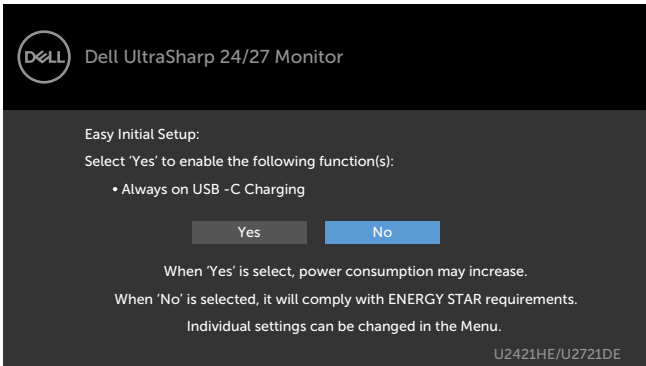 DELL
Dell UltraSharp 24/27 Monitor
Easy Initial Setup:
Select ‘Yes’ to enable the following function(s):
• Always on USB -C Charging
Yes No
When ‘Yes’ is select, power consumption may increase.
When ‘No’ is selected, it will comply with ENERGY STAR requirements.
Individual settings can be changed in the Menu.
U2421HE/U2721DE